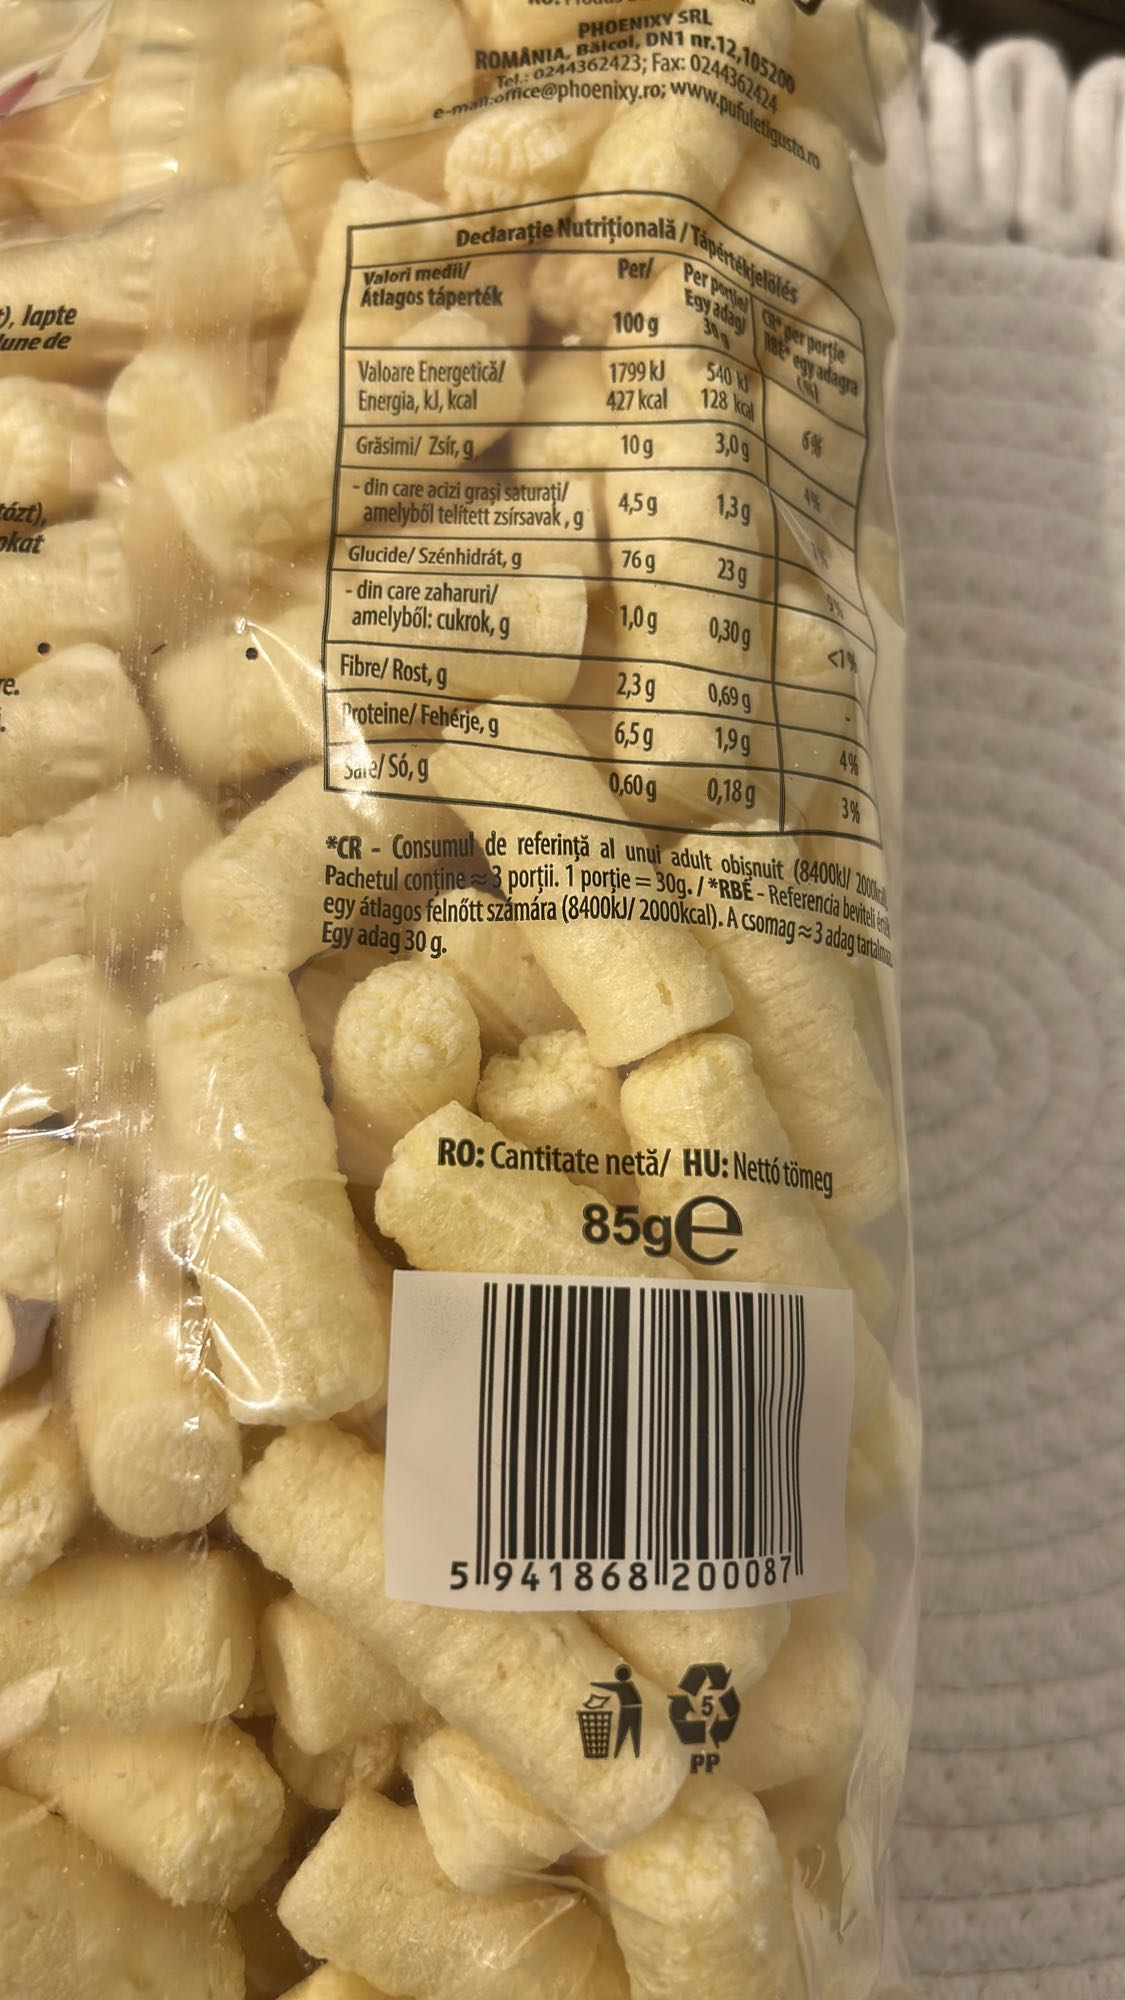 PHOENIXY SRL
ROMÂNIA, Băicoi, DN1 nr.12,105200
Tel.: 0244362423; Fax: 0244362424
e-mail:office@phoenixy.ro; www.pufuletigusto.ro
), lapte
lune de
tózt),
okat
re.
Declarație Nutrițională / Tápértékjelölés
Valori medii/ Per/ Per porție/ CR* per porție
Átlagos táperték 100 g Egy adag/ 30 g RBÉ* egy adagra (%)
Valoare Energetică/ 1799 kJ 540 kJ
Energia, kJ, kcal 427 kcal 128 kcal 6%
Grăsimi/ Zsír, g 10 g 3,0 g 4%
- din care acizi grași saturați/
amelyből telített zsírsavak, g 4,5 g 1,3 g 7%
Glucide/ Szénhidrát, g 76 g 23 g 9%
- din care zaharuri/
amelyből: cukrok, g 1,0 g 0,30 g <1%
Fibre/ Rost, g 2,3 g 0,69 g -
Proteine/ Fehérje, g 6,5 g 1,9 g 4%
Sare/ Só, g 0,60 g 0,18 g 3%
*CR - Consumul de referință al unui adult obișnuit (8400kJ/ 2000kcal)
Pachetul conține ≈ 3 porții. 1 porție = 30g. / *RBÉ - Referencia beviteli érték
egy átlagos felnőtt számára (8400kJ/ 2000kcal). A csomag ≈ 3 adag tartalmaz.
Egy adag 30 g.
RO: Cantitate netă/ HU: Nettó tömeg
85g e
5 941868 200087
5
PP